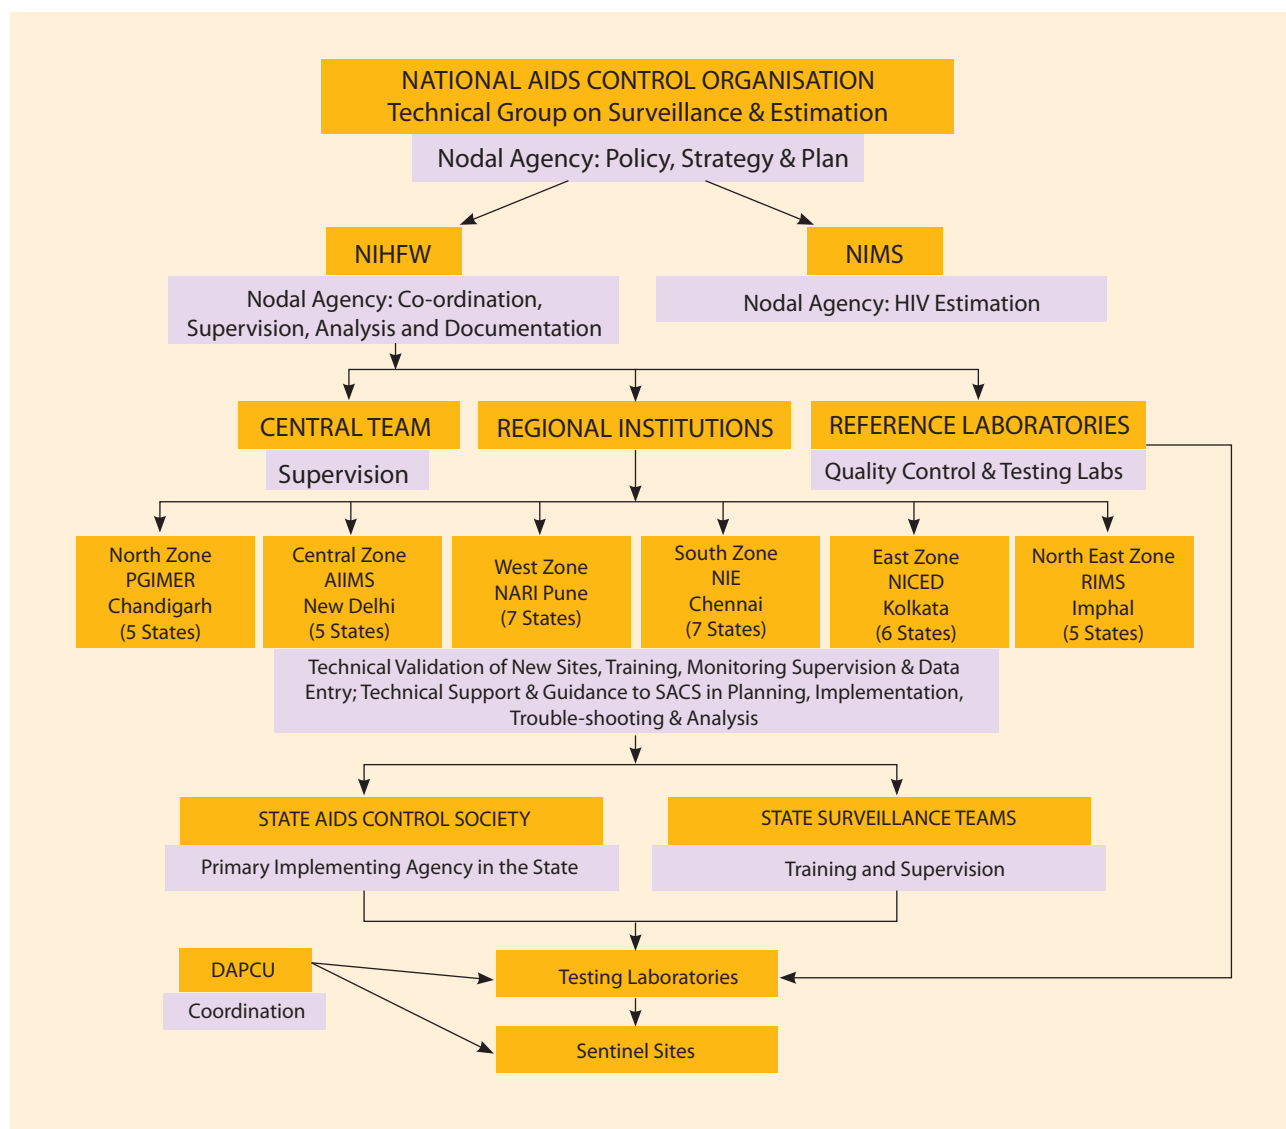 NATIONAL AIDS CONTROL ORGANISATION
Technical Group on Surveillance & Estimation
Nodal Agency: Policy, Strategy & Plan
NIHFW
Nodal Agency: Co-ordination,
Supervision, Analysis and Documentation
NIMS
Nodal Agency: HIV Estimation
CENTRAL TEAM
Supervision
REGIONAL INSTITUTIONS
REFERENCE LABORATORIES
Quality Control & Testing Labs
North Zone
PGIMER
Chandigarh
(5 States)
Central Zone
AIIMS
New Delhi
(5 States)
West Zone
NARI Pune
(7 States)
South Zone
NIE
Chennai
(7 States)
East Zone
NICED
Kolkata
(6 States)
North East Zone
RIMS
Imphal
(5 States)
Technical Validation of New Sites, Training, Monitoring Supervision & Data
Entry; Technical Support & Guidance to SACS in Planning, Implementation,
Trouble-shooting & Analysis
STATE AIDS CONTROL SOCIETY
Primary Implementing Agency in the State
STATE SURVEILLANCE TEAMS
Training and Supervision
DAPCU
Coordination
Testing Laboratories
Sentinel Sites